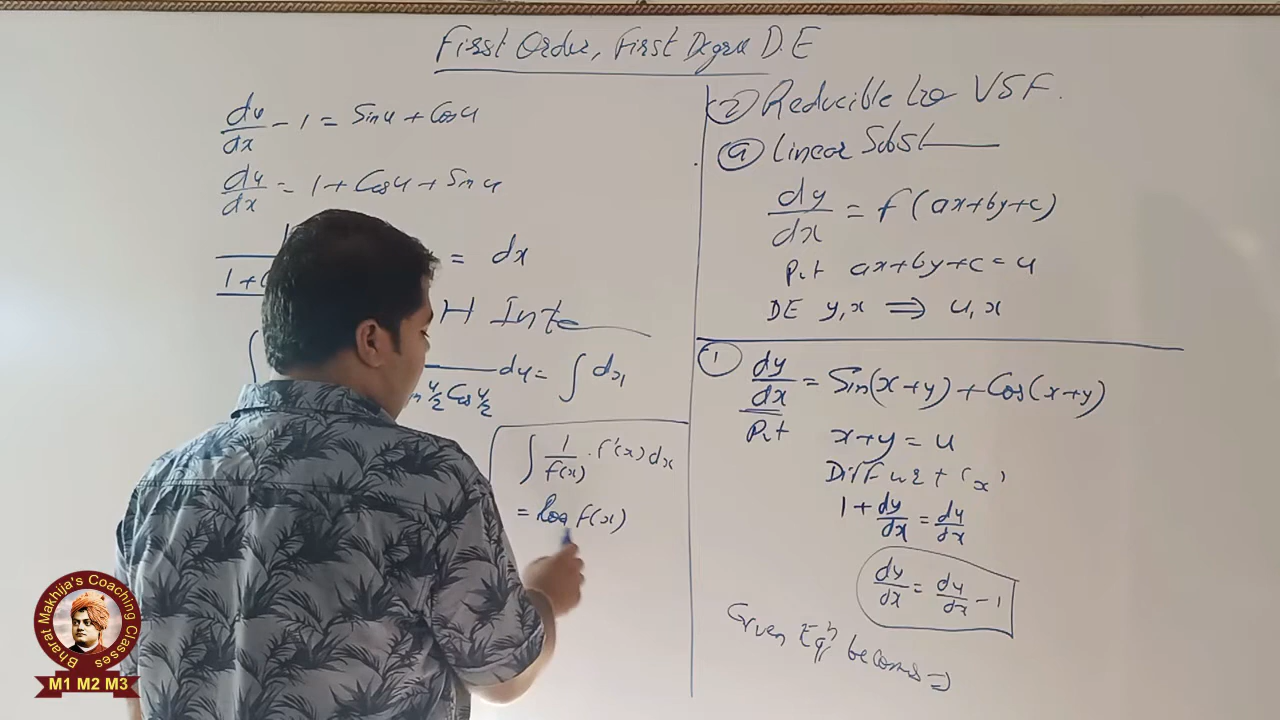 First Order, First Degree D.E
du/dx - 1 = Sin u + Cos u
du/dx = 1 + Cos u + Sin u
= dx
Inte
du = ∫ dx,
u/2 Cos u/2
∫ 1/f(x) . f'(x) dx
= log f(x)
② Reducible to VSF.
ⓐ Linear Subst
dy/dx = f(ax+by+c)
Put ax+by+c = u
DE y,x ⟹ u,x
① dy/dx = Sin(x+y) + Cos(x+y)
Put x+y = u
Diff w r t 'x'
1 + dy/dx = du/dx
dy/dx = du/dx - 1
Given Eqⁿ becomes ⇒
Bharat Makhija's Coaching Classes
M1 M2 M3